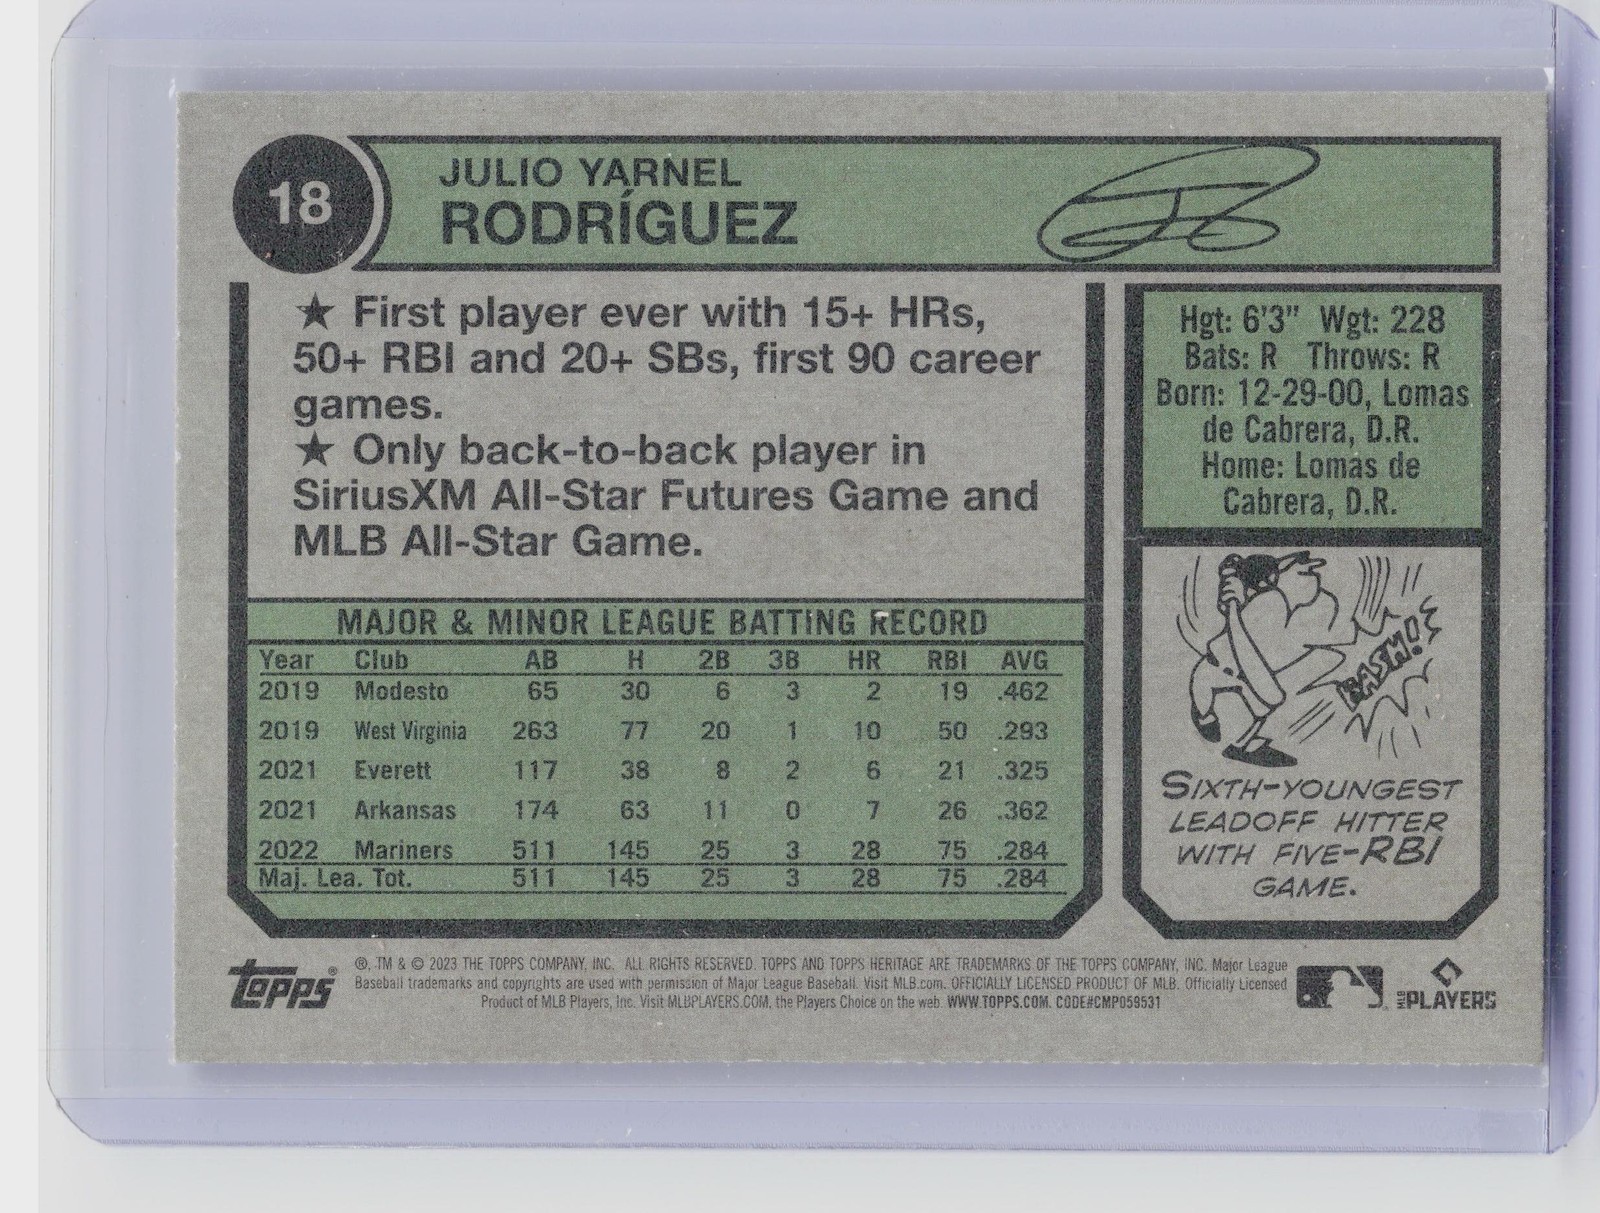 18
JULIO YARNEL
RODRÍGUEZ
★ First player ever with 15+ HRs,
50+ RBI and 20+ SBs, first 90 career
games.
★ Only back-to-back player in
SiriusXM All-Star Futures Game and
MLB All-Star Game.
MAJOR & MINOR LEAGUE BATTING RECORD
Year Club AB H 2B 3B HR RBI AVG
2019 Modesto 65 30 6 3 2 19 .462
2019 West Virginia 263 77 20 1 10 50 .293
2021 Everett 117 38 8 2 6 21 .325
2021 Arkansas 174 63 11 0 7 26 .362
2022 Mariners 511 145 25 3 28 75 .284
Maj. Lea. Tot. 511 145 25 3 28 75 .284
Hgt: 6'3" Wgt: 228
Bats: R Throws: R
Born: 12-29-00, Lomas
de Cabrera, D.R.
Home: Lomas de
Cabrera, D.R.
BASH!
SIXTH-YOUNGEST
LEADOFF HITTER
WITH FIVE-RBI
GAME.
topps®
®, TM & © 2023 THE TOPPS COMPANY, INC. ALL RIGHTS RESERVED. TOPPS AND TOPPS HERITAGE ARE TRADEMARKS OF THE TOPPS COMPANY, INC. Major League
Baseball trademarks and copyrights are used with permission of Major League Baseball. Visit MLB.com. OFFICIALLY LICENSED PRODUCT OF MLB. Officially Licensed
Product of MLB Players, Inc. Visit MLBPLAYERS.COM, the Players Choice on the web. WWW.TOPPS.COM. CODE#CMP059531
MLB PLAYERS